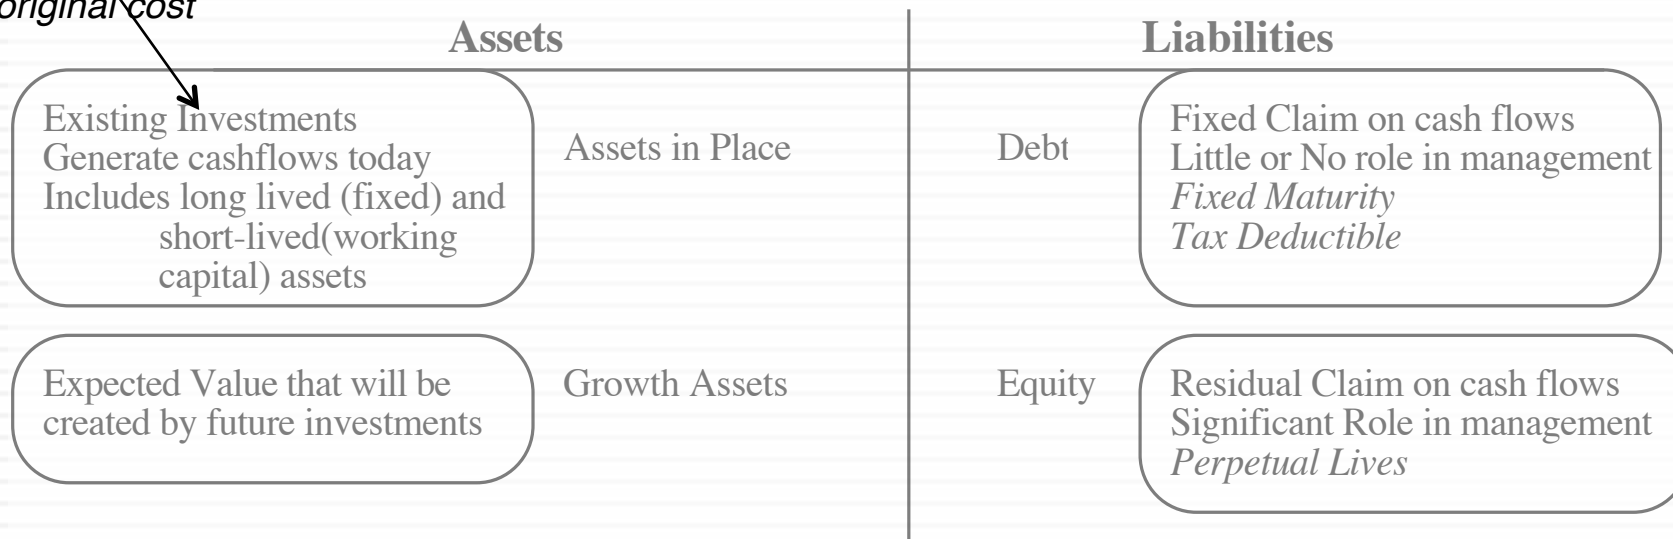 original cost
Assets
Liabilities
Existing Investments
Generate cashflows today
Includes long lived (fixed) and
short-lived(working
capital) assets
Assets in Place
Debt
Fixed Claim on cash flows
Little or No role in management
Fixed Maturity
Tax Deductible
Expected Value that will be
created by future investments
Growth Assets
Equity
Residual Claim on cash flows
Significant Role in management
Perpetual Lives